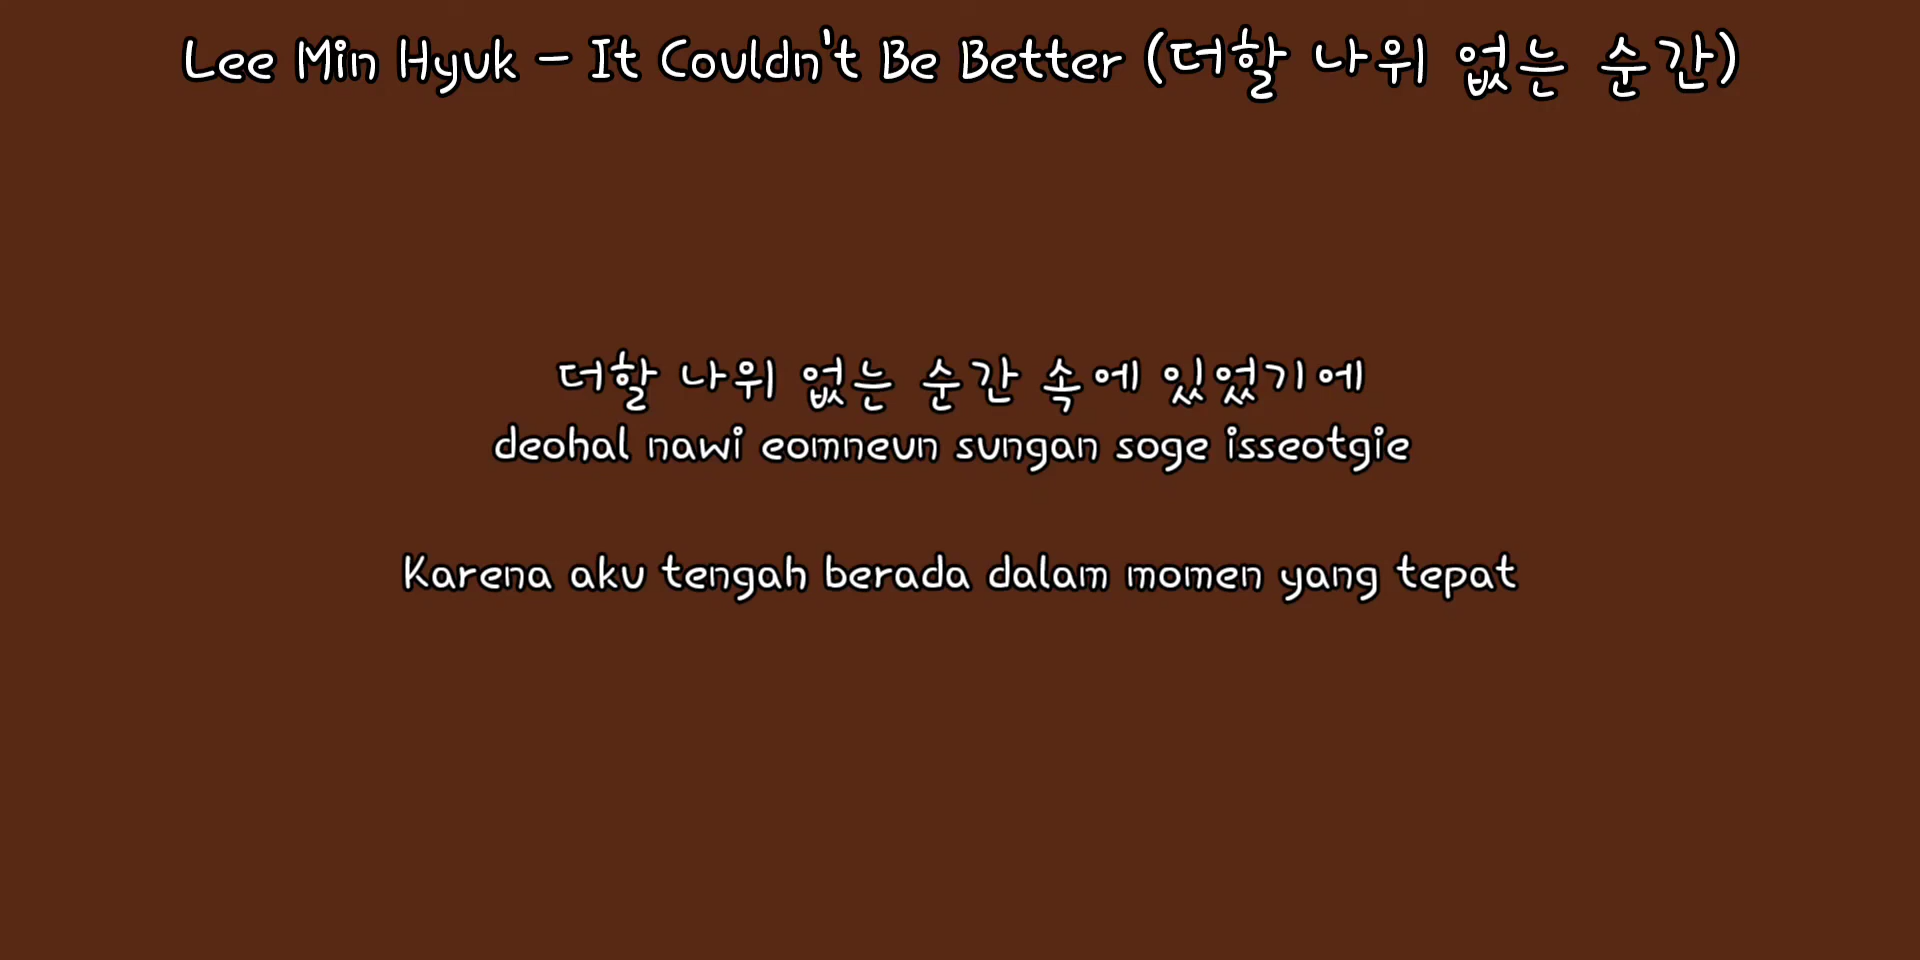 Lee Min Hyuk - It Couldn't Be Better (더할 나위 없는 순간)
더할 나위 없는 순간 속에 있었기에
deohal nawi eomneun sungan soge isseotgie
Karena aku tengah berada dalam momen yang tepat